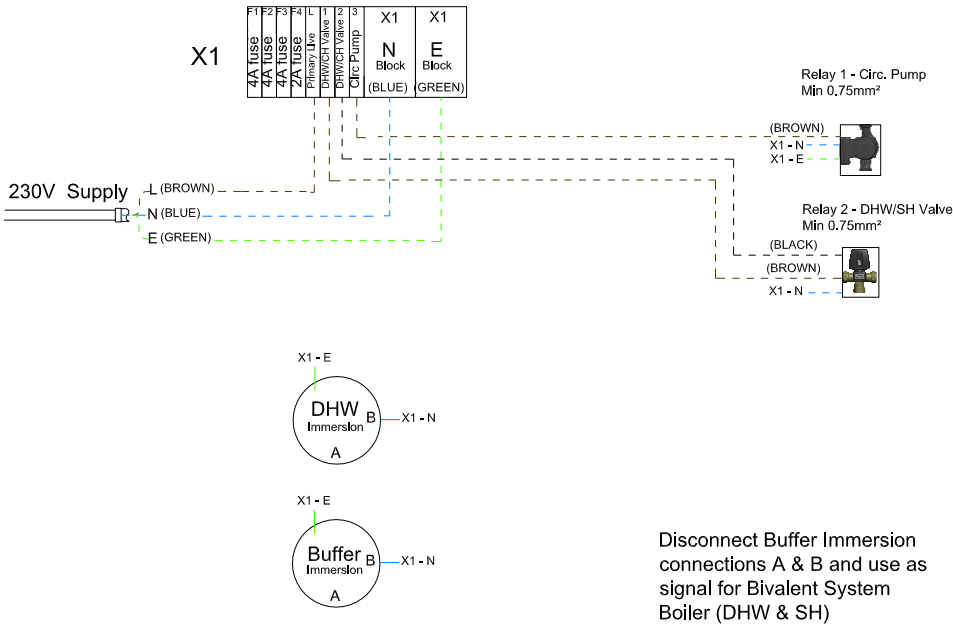 X1
F1
4A fuse
F2
4A fuse
F3
4A fuse
F4
2A fuse
L
Primary Live
1
DHW/CH Valve
2
DHW/CH Valve
3
Circ Pump
X1
N
Block
(BLUE)
X1
E
Block
(GREEN)
Relay 1 - Circ. Pump
Min 0.75mm²
(BROWN)
X1 - N
X1 - E
230V Supply
L (BROWN)
N (BLUE)
E (GREEN)
Relay 2 - DHW/SH Valve
Min 0.75mm²
(BLACK)
(BROWN)
X1 - N
X1 - E
DHW
Immersion
B
X1 - N
A
X1 - E
Buffer
Immersion
B
X1 - N
A
Disconnect Buffer Immersion
connections A & B and use as
signal for Bivalent System
Boiler (DHW & SH)